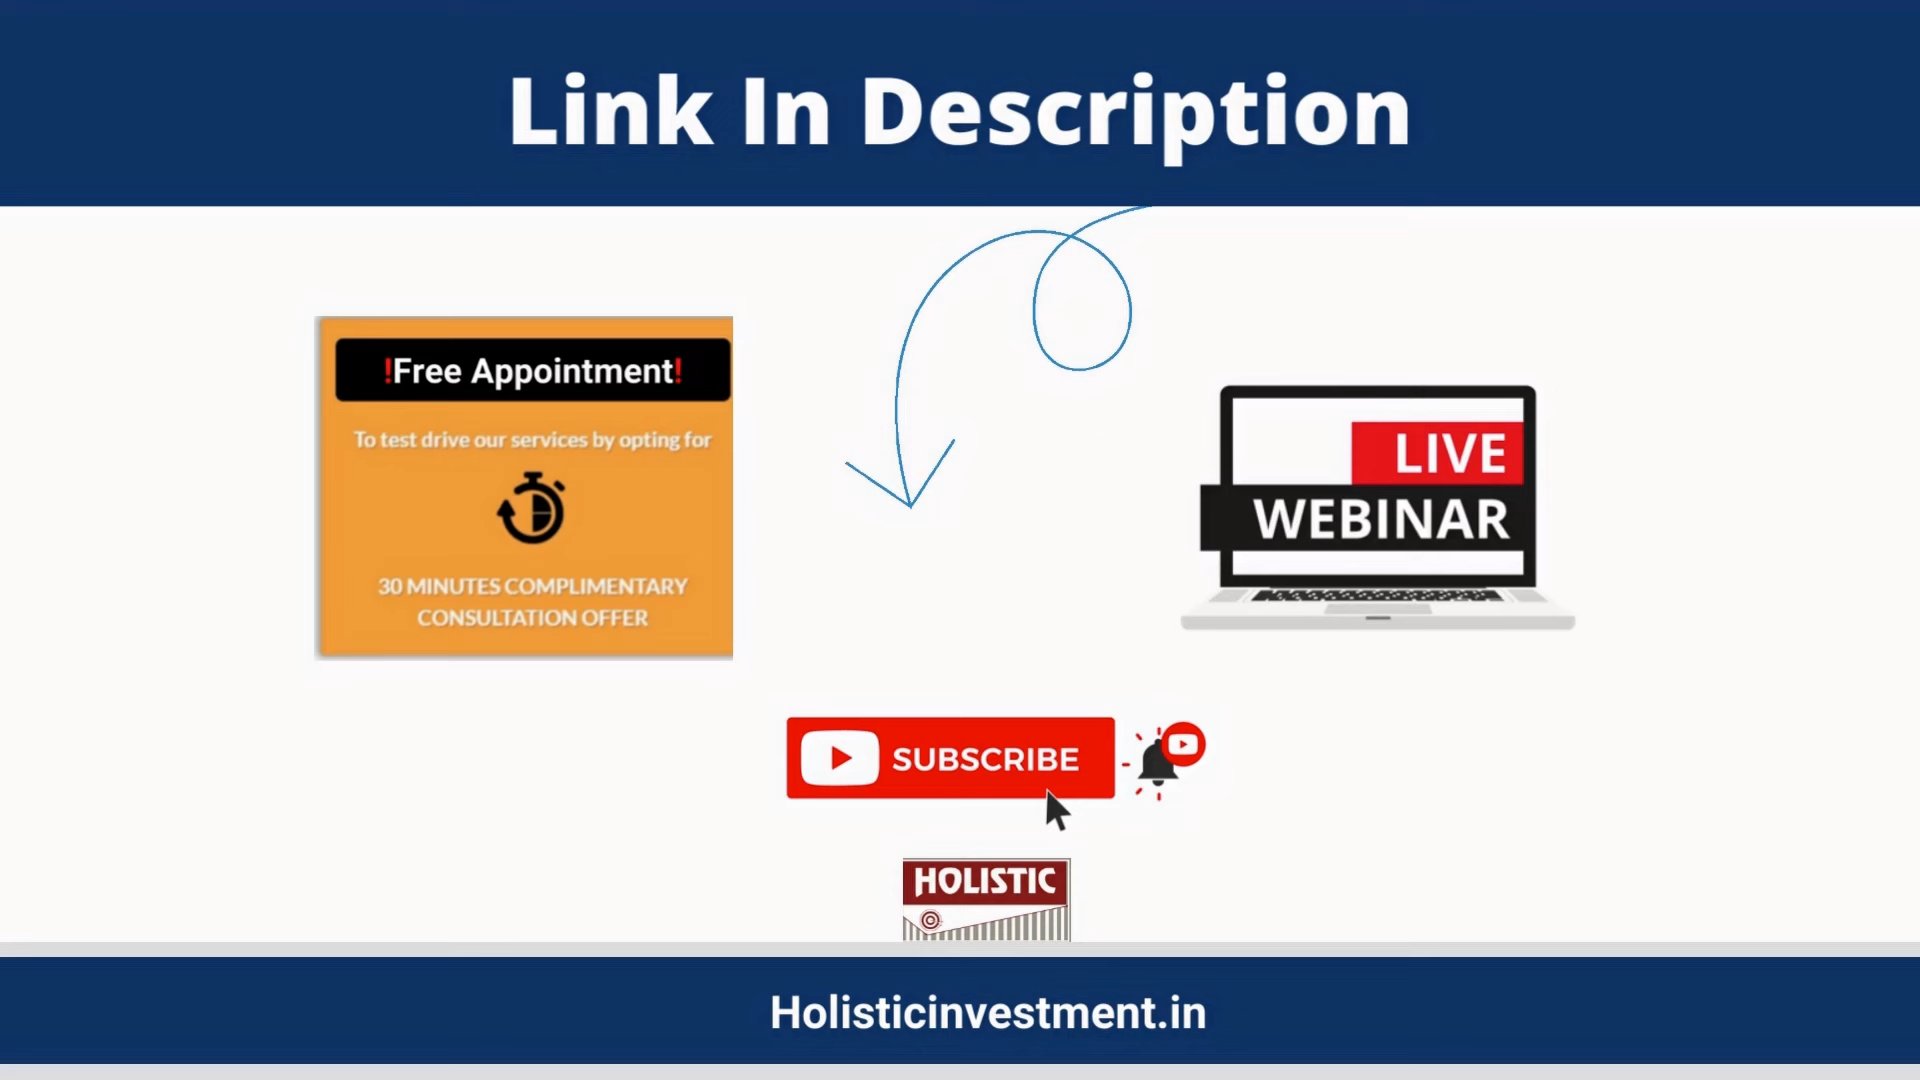 Link In Description
!Free Appointment!
To test drive our services by opting for
30 MINUTES COMPLIMENTARY
CONSULTATION OFFER
LIVE
WEBINAR
SUBSCRIBE
HOLISTIC
Holisticinvestment.in